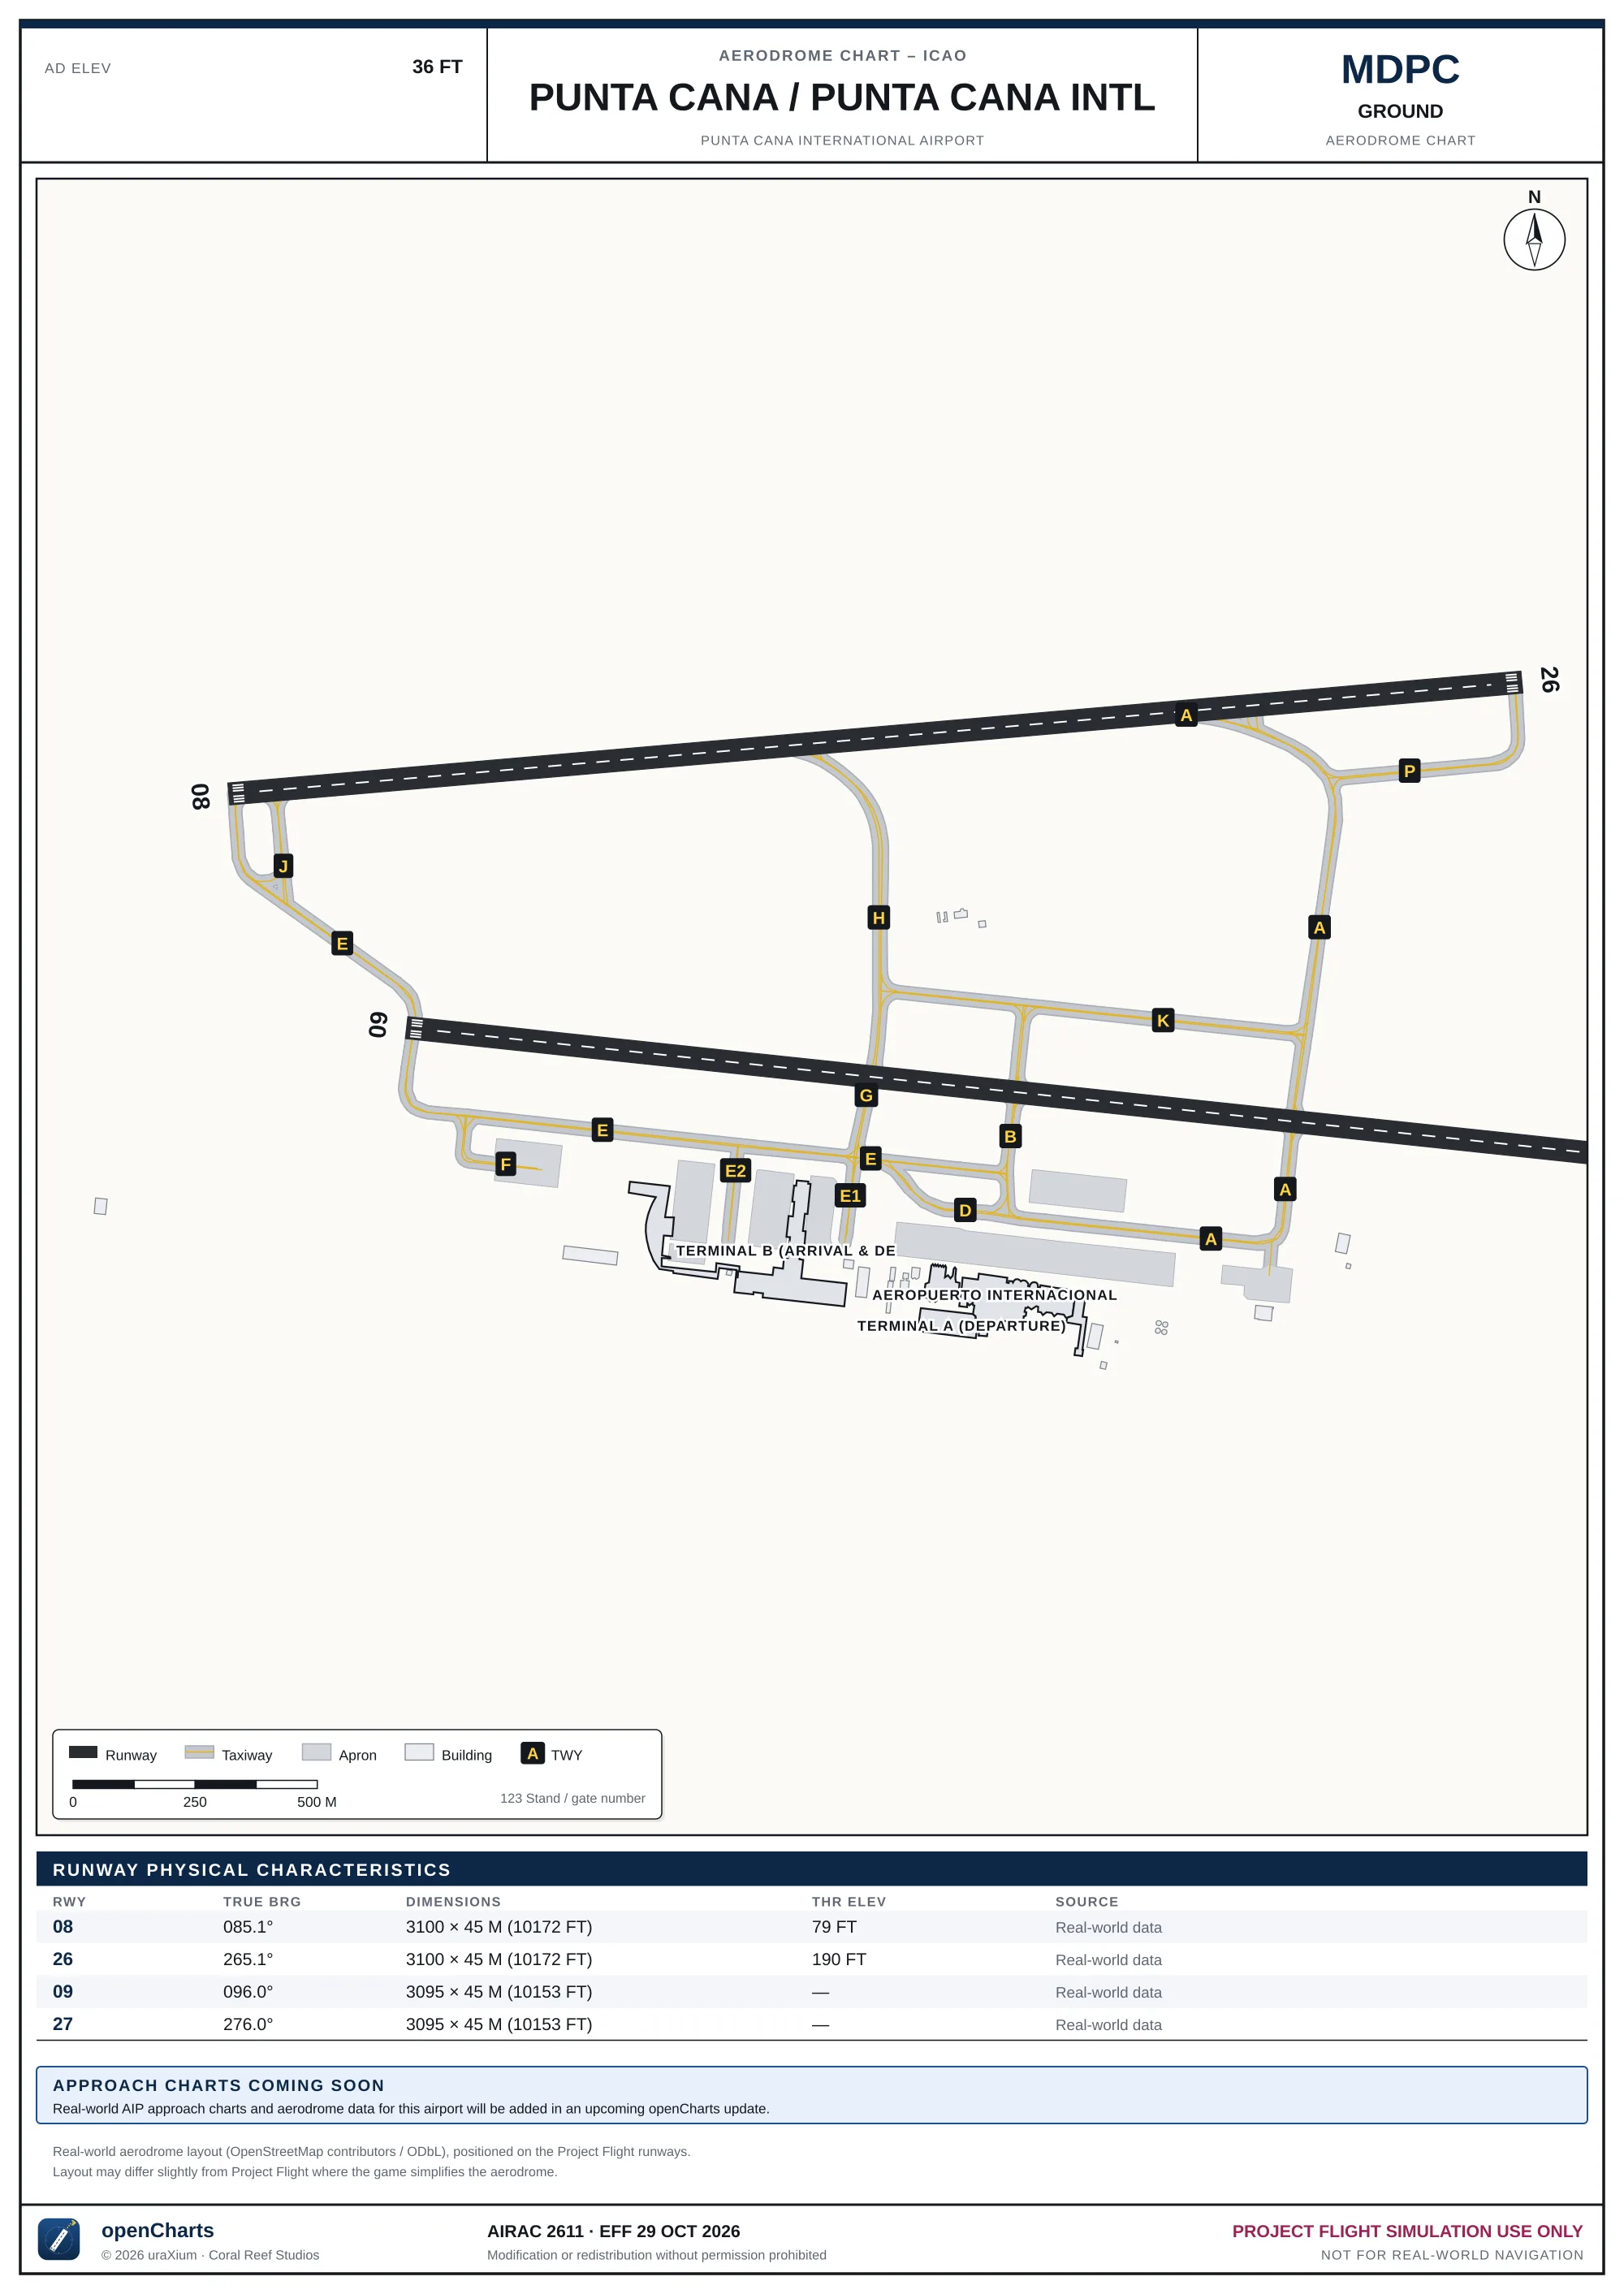 AD ELEV 36 FT
AERODROME CHART – ICAO
PUNTA CANA / PUNTA CANA INTL
PUNTA CANA INTERNATIONAL AIRPORT
MDPC
GROUND
AERODROME CHART
N
26
A
P
08
J
H
A
E
K
09
G
E
B
E
F
E2
E1
A
D
A
TERMINAL B (ARRIVAL & DE
AEROPUERTO INTERNACIONAL
TERMINAL A (DEPARTURE)
Runway Taxiway Apron Building A TWY
0 250 500 M
123 Stand / gate number
RUNWAY PHYSICAL CHARACTERISTICS
RWY TRUE BRG DIMENSIONS THR ELEV SOURCE
08 085.1° 3100 × 45 M (10172 FT) 79 FT Real-world data
26 265.1° 3100 × 45 M (10172 FT) 190 FT Real-world data
09 096.0° 3095 × 45 M (10153 FT) — Real-world data
27 276.0° 3095 × 45 M (10153 FT) — Real-world data
APPROACH CHARTS COMING SOON
Real-world AIP approach charts and aerodrome data for this airport will be added in an upcoming openCharts update.
Real-world aerodrome layout (OpenStreetMap contributors / ODbL), positioned on the Project Flight runways.
Layout may differ slightly from Project Flight where the game simplifies the aerodrome.
openCharts
© 2026 uraXium · Coral Reef Studios
AIRAC 2611 · EFF 29 OCT 2026
Modification or redistribution without permission prohibited
PROJECT FLIGHT SIMULATION USE ONLY
NOT FOR REAL-WORLD NAVIGATION